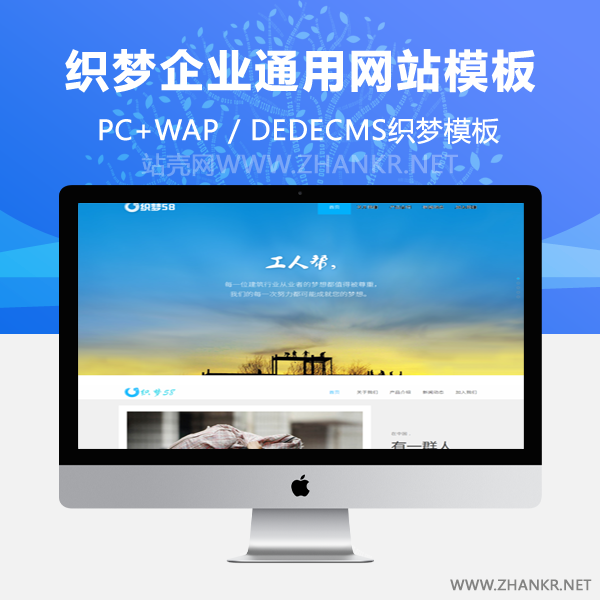 织梦企业通用网站模板
PC+WAP / DEDECMS织梦模板
站壳网WWW.ZHANKR.NET
织梦58
首页
工人帮,
每一位建筑行业从业者的梦想都值得被尊重。
我们的每一次努力都可能成就您的梦想。
织梦58
首页 关于我们 产品介绍 新闻动态 加入我们
有一群人
WWW.ZHANKR.NET